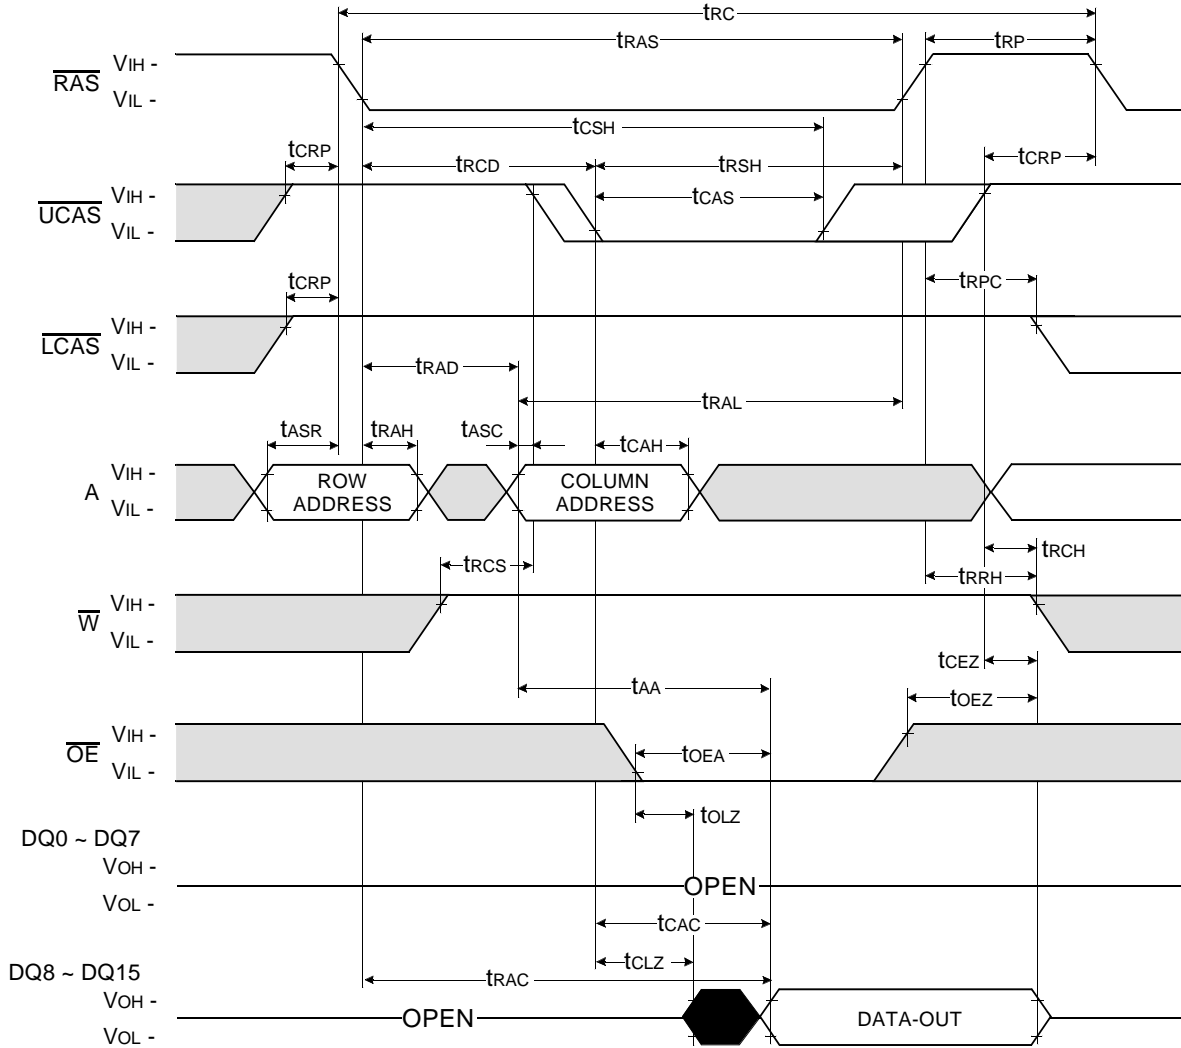 tRC
tRAS
tRP
RAS
VIH -
VIL -
tCSH
tCRP
tRCD
tRSH
tCRP
UCAS
VIH -
VIL -
tCAS
tCRP
tRPC
LCAS
VIH -
VIL -
tRAD
tRAL
tASR
tRAH
tASC
tCAH
A
VIH -
VIL -
ROW
ADDRESS
COLUMN
ADDRESS
tRCS
tRCH
tRRH
W
VIH -
VIL -
tCEZ
tAA
tOEZ
OE
VIH -
VIL -
tOEA
tOLZ
DQ0 ~ DQ7
VOH -
VOL -
OPEN
tCAC
tCLZ
DQ8 ~ DQ15
tRAC
VOH -
VOL -
OPEN
DATA-OUT